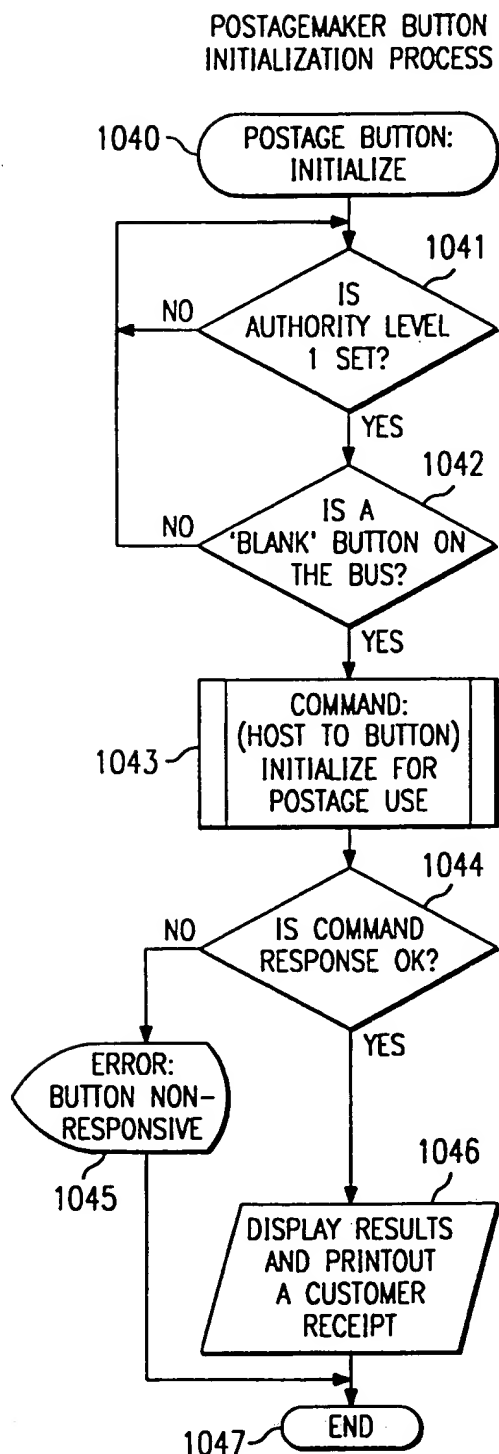 POSTAGEMAKER BUTTON
INITIALIZATION PROCESS
1040
POSTAGE BUTTON:
INITIALIZE
1041
IS
AUTHORITY LEVEL
1 SET?
NO
YES
1042
IS A
'BLANK' BUTTON ON
THE BUS?
NO
YES
1043
COMMAND:
(HOST TO BUTTON)
INITIALIZE FOR
POSTAGE USE
1044
IS COMMAND
RESPONSE OK?
NO
YES
ERROR:
BUTTON NON-
RESPONSIVE
1045
1046
DISPLAY RESULTS
AND PRINTOUT
A CUSTOMER
RECEIPT
END
1047